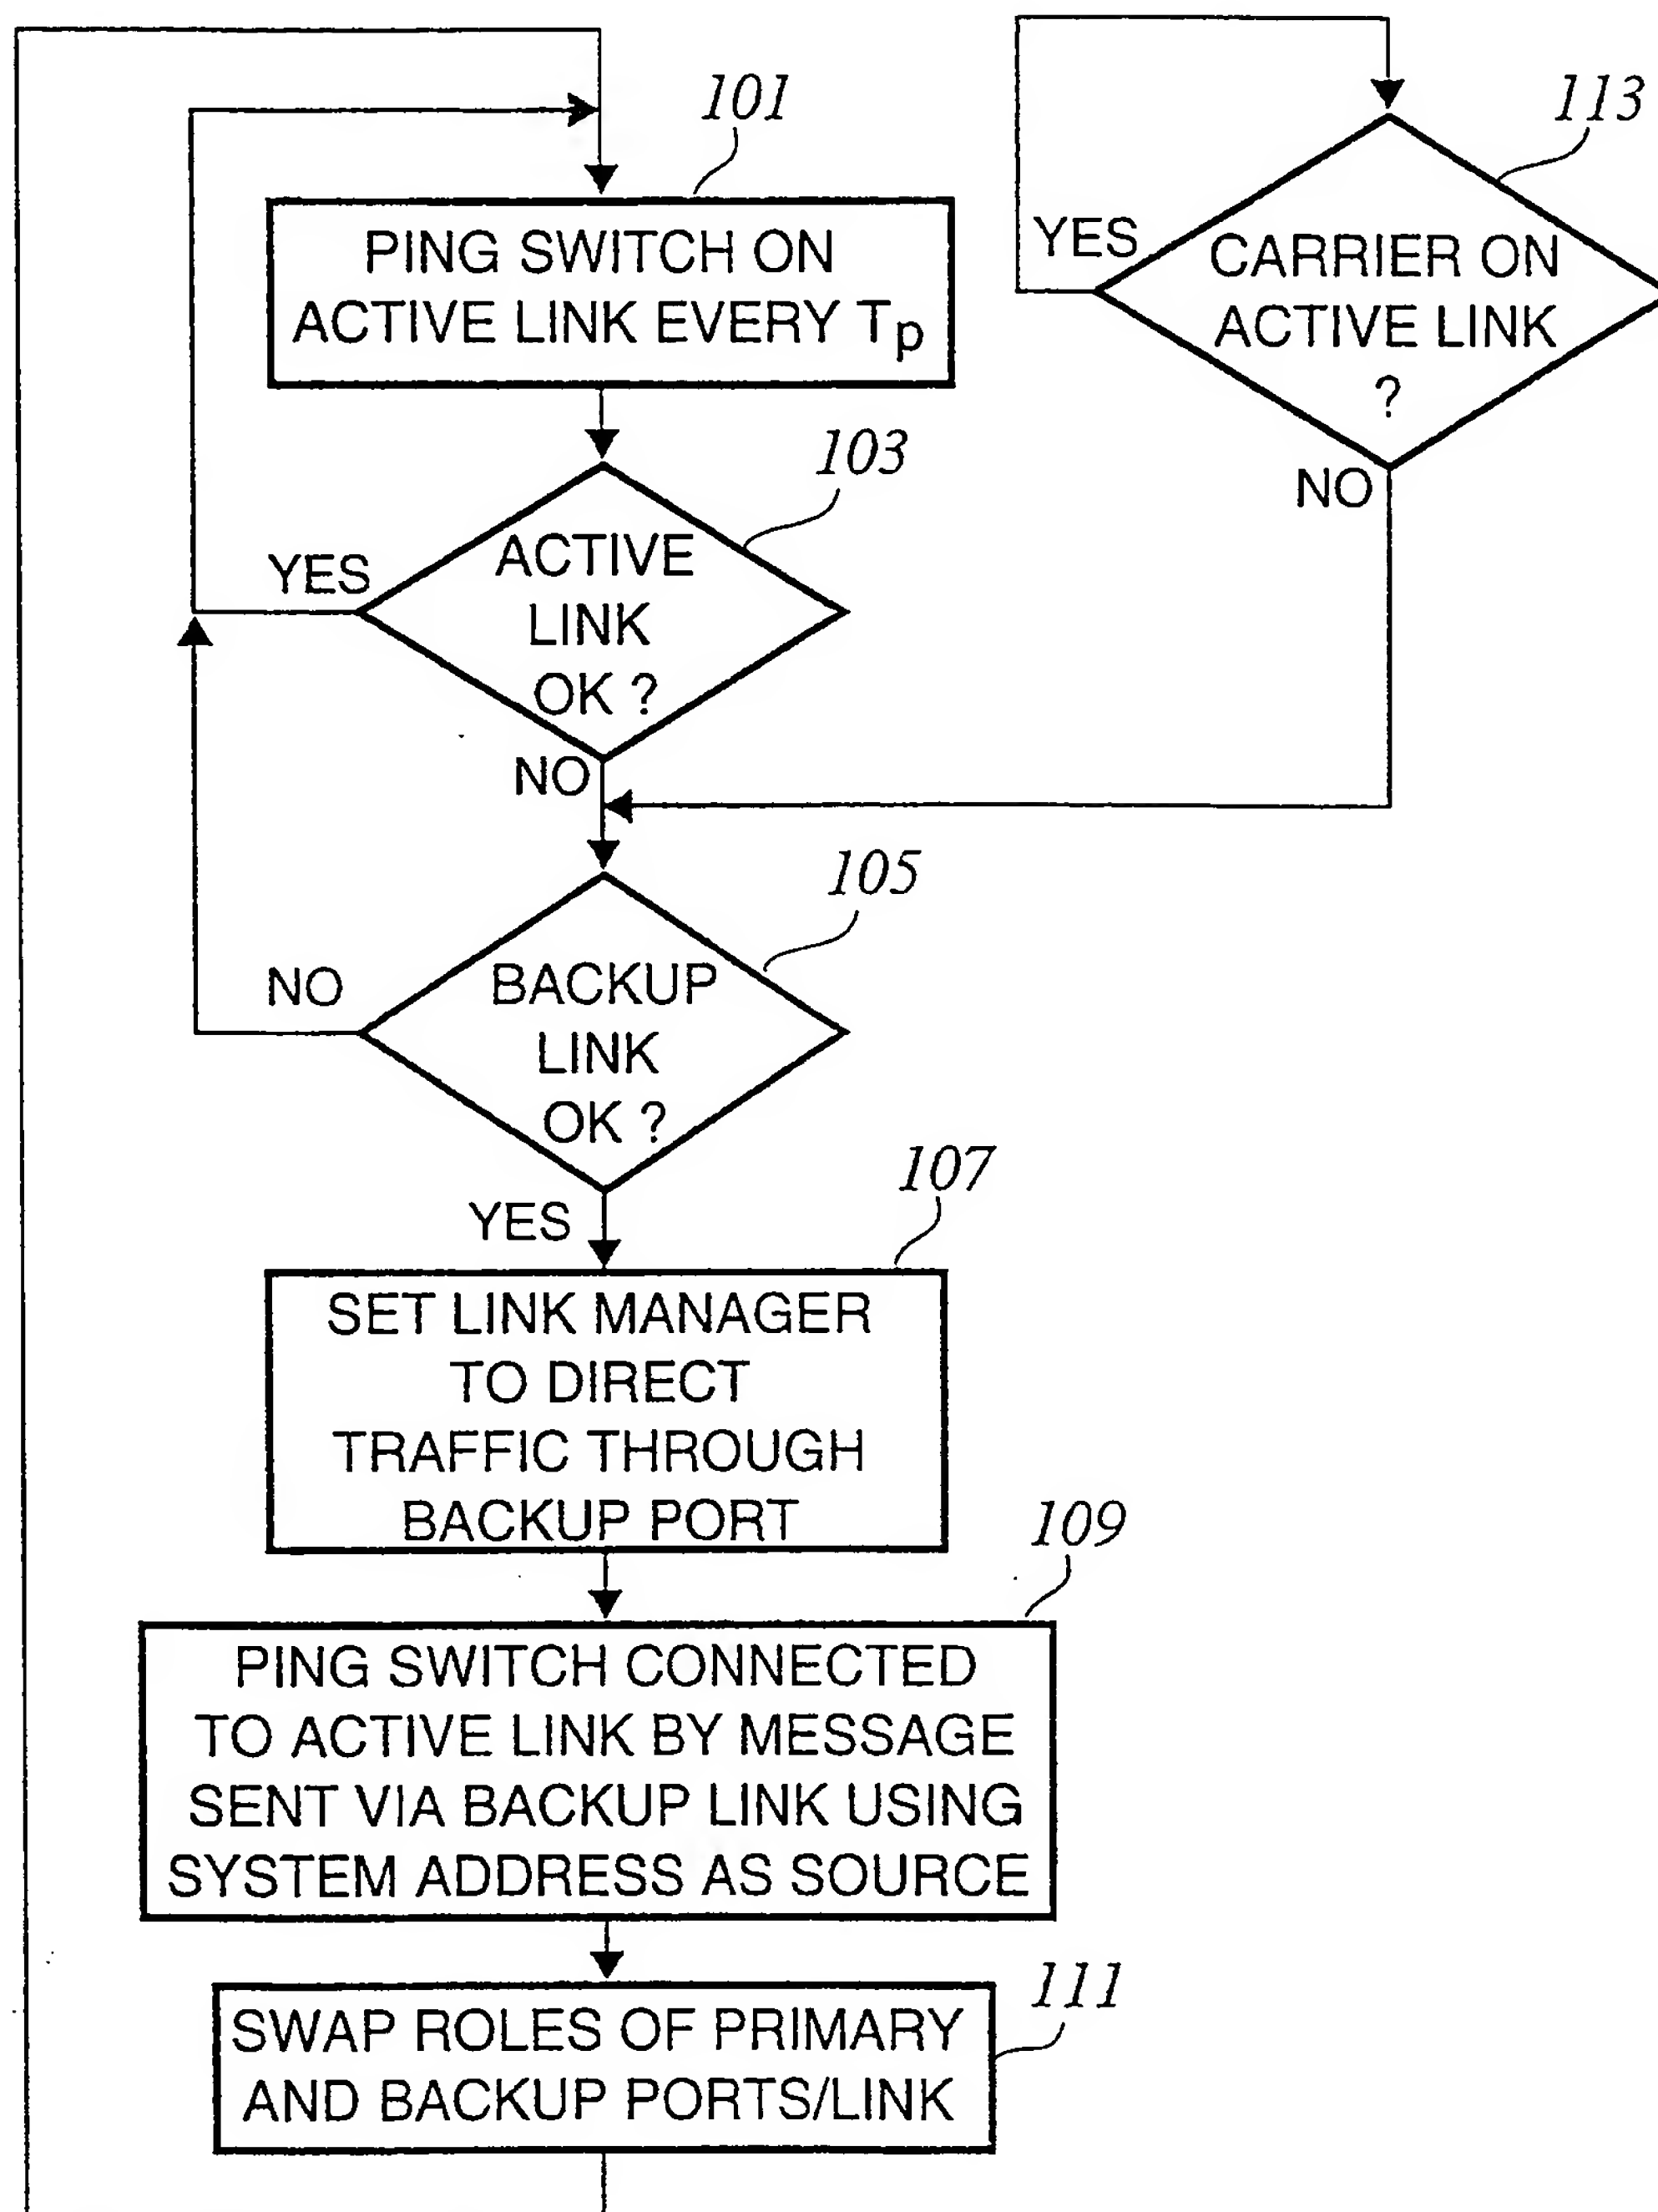 101
PING SWITCH ON
ACTIVE LINK EVERY Tp
113
YES
CARRIER ON
ACTIVE LINK
?
NO
103
YES
ACTIVE
LINK
OK ?
NO
105
NO
BACKUP
LINK
OK ?
YES
107
SET LINK MANAGER
TO DIRECT
TRAFFIC THROUGH
BACKUP PORT
109
PING SWITCH CONNECTED
TO ACTIVE LINK BY MESSAGE
SENT VIA BACKUP LINK USING
SYSTEM ADDRESS AS SOURCE
111
SWAP ROLES OF PRIMARY
AND BACKUP PORTS/LINK